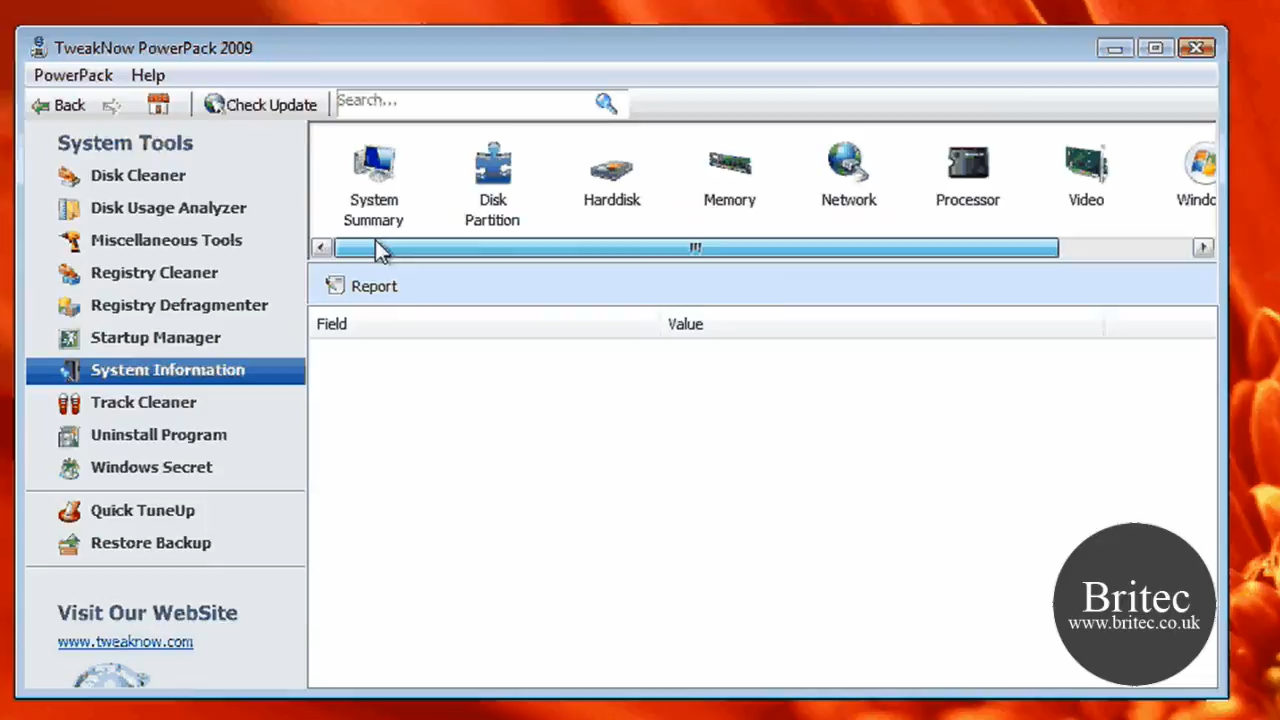 TweakNow PowerPack 2009
PowerPack Help
Back Check Update Search...
System Tools
Disk Cleaner
Disk Usage Analyzer
Miscellaneous Tools
Registry Cleaner
Registry Defragmenter
Startup Manager
System Information
Track Cleaner
Uninstall Program
Windows Secret
Quick TuneUp
Restore Backup
Visit Our WebSite
www.tweaknow.com
System
Summary
Disk
Partition
Harddisk
Memory
Network
Processor
Video
Windo
Report
Field Value
Britec
www.britec.co.uk